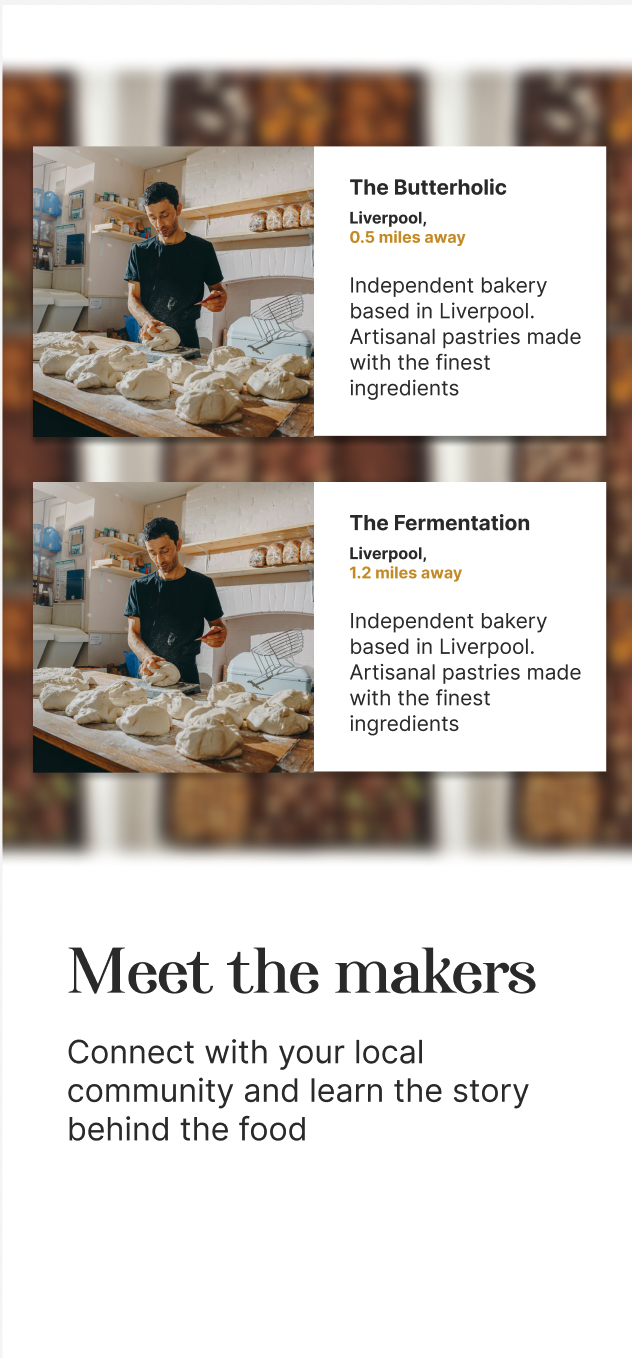 The Butterholic
Liverpool,
0.5 miles away
Independent bakery
based in Liverpool.
Artisanal pastries made
with the finest
ingredients
The Fermentation
Liverpool,
1.2 miles away
Independent bakery
based in Liverpool.
Artisanal pastries made
with the finest
ingredients
Meet the makers
Connect with your local
community and learn the story
behind the food